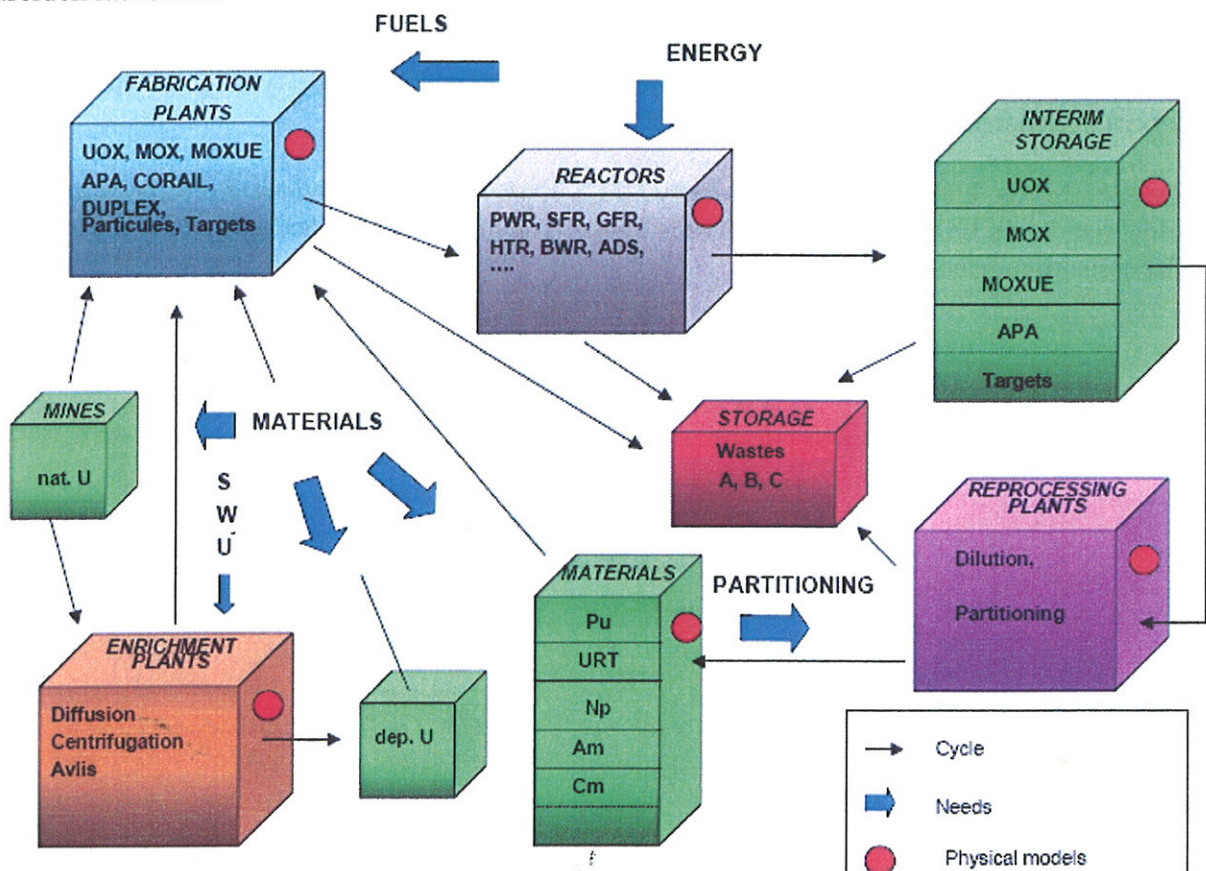 FUELS
ENERGY
FABRICATION
PLANTS
UOX, MOX, MOXUE
APA, CORAIL,
DUPLEX,
Particules, Targets
REACTORS
PWR, SFR, GFR,
HTR, BWR, ADS,
....
INTERIM
STORAGE
UOX
MOX
MOXUE
APA
Targets
MINES
nat. U
MATERIALS
S
W
U
STORAGE
Wastes
A, B, C
REPROCESSING
PLANTS
Dilution,
Partitioning
MATERIALS
Pu
URT
Np
Am
Cm
PARTITIONING
ENRICHMENT
PLANTS
Diffusion
Centrifugation
Avlis
dep. U
Cycle
Needs
Physical models